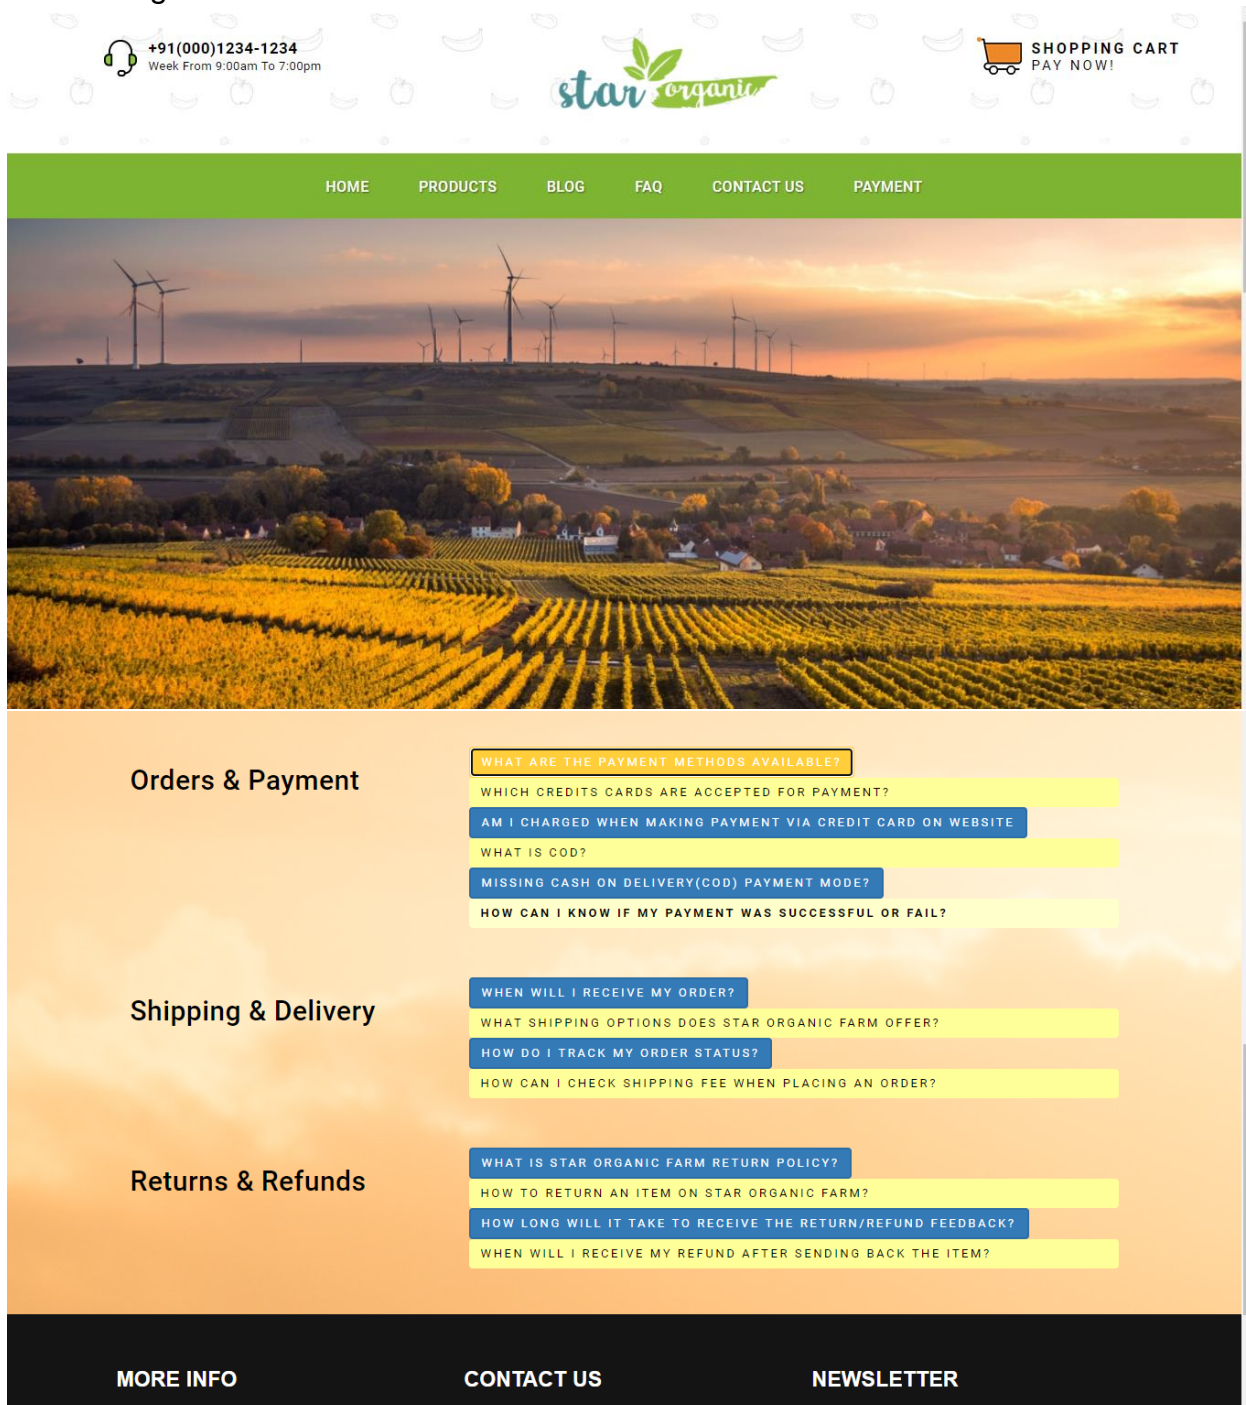 +91(000)1234-1234
Week From 9:00am To 7:00pm
star organic
SHOPPING CART
PAY NOW!
HOME PRODUCTS BLOG FAQ CONTACT US PAYMENT
Orders & Payment
WHAT ARE THE PAYMENT METHODS AVAILABLE?
WHICH CREDITS CARDS ARE ACCEPTED FOR PAYMENT?
AM I CHARGED WHEN MAKING PAYMENT VIA CREDIT CARD ON WEBSITE
WHAT IS COD?
MISSING CASH ON DELIVERY(COD) PAYMENT MODE?
HOW CAN I KNOW IF MY PAYMENT WAS SUCCESSFUL OR FAIL?
Shipping & Delivery
WHEN WILL I RECEIVE MY ORDER?
WHAT SHIPPING OPTIONS DOES STAR ORGANIC FARM OFFER?
HOW DO I TRACK MY ORDER STATUS?
HOW CAN I CHECK SHIPPING FEE WHEN PLACING AN ORDER?
Returns & Refunds
WHAT IS STAR ORGANIC FARM RETURN POLICY?
HOW TO RETURN AN ITEM ON STAR ORGANIC FARM?
HOW LONG WILL IT TAKE TO RECEIVE THE RETURN/REFUND FEEDBACK?
WHEN WILL I RECEIVE MY REFUND AFTER SENDING BACK THE ITEM?
MORE INFO CONTACT US NEWSLETTER